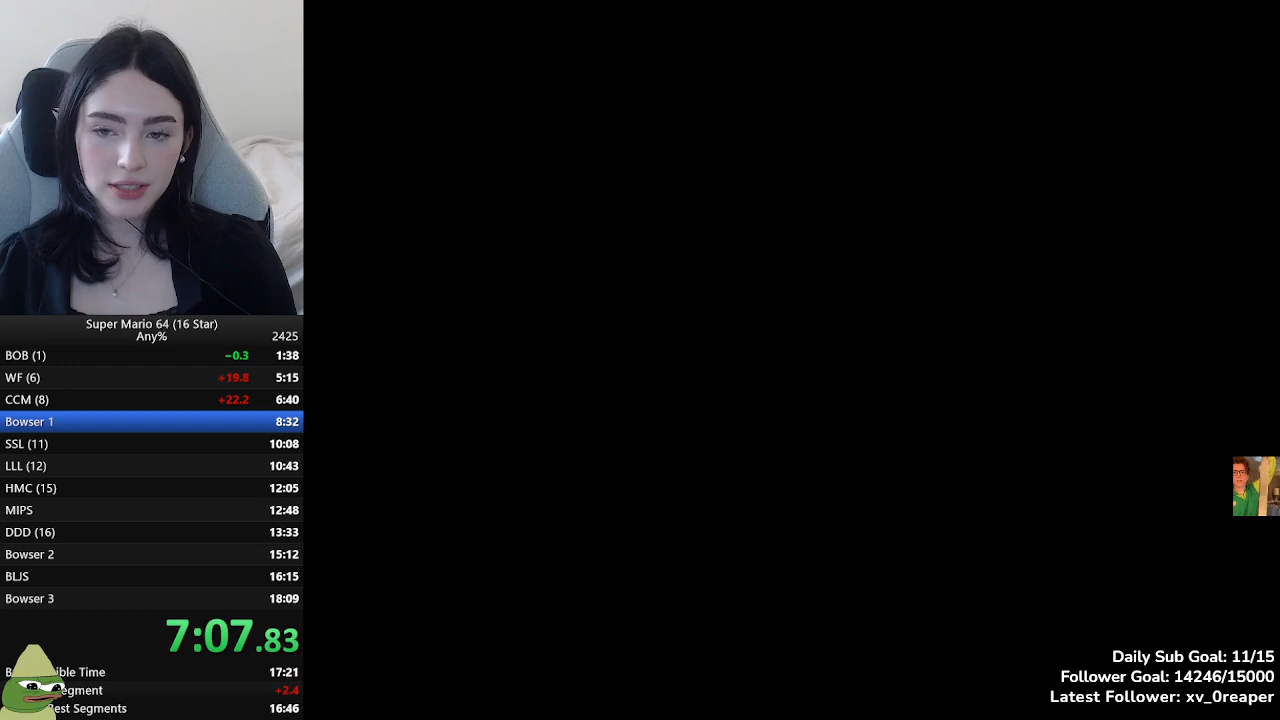 Super Mario 64 (16 Star)
Any% 2425
BOB (1) −0.3 1:38
WF (6) +19.8 5:15
CCM (8) +22.2 6:40
Bowser 1 8:32
SSL (11) 10:08
LLL (12) 10:43
HMC (15) 12:05
MIPS 12:48
DDD (16) 13:33
Bowser 2 15:12
BLJS 16:15
Bowser 3 18:09
7:07.83
Time 17:21
+2.4
Segments 16:46
Daily Sub Goal: 11/15
Follower Goal: 14246/15000
Latest Follower: xv_0reaper